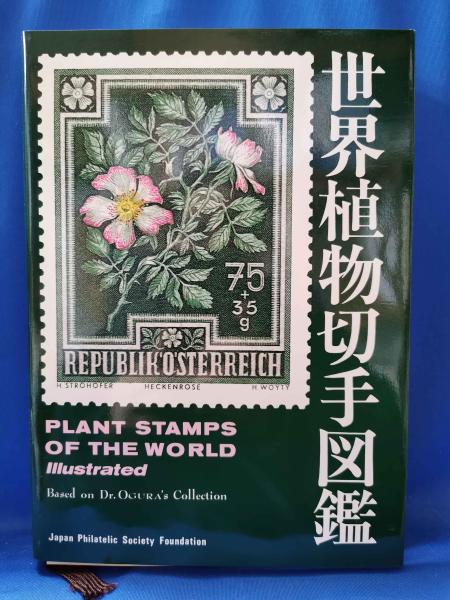 世界植物切手図鑑
75
+
35
g
REPUBLIK ÖSTERREICH
H. STROHOFER HECKENROSE H. WOYTY
PLANT STAMPS
OF THE WORLD
Illustrated
Based on Dr. OGURA's Collection
Japan Philatelic Society Foundation